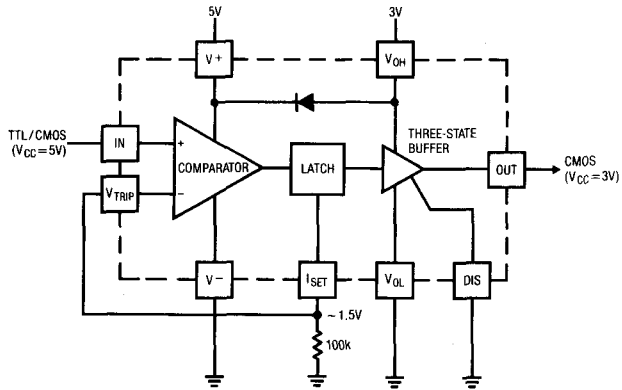 5V
3V
V+
VOH
TTL/CMOS
(VCC=5V)
IN
+
COMPARATOR
LATCH
THREE-STATE
BUFFER
OUT
CMOS
(VCC=3V)
VTRIP
−
V−
ISET
VOL
DIS
~1.5V
100k